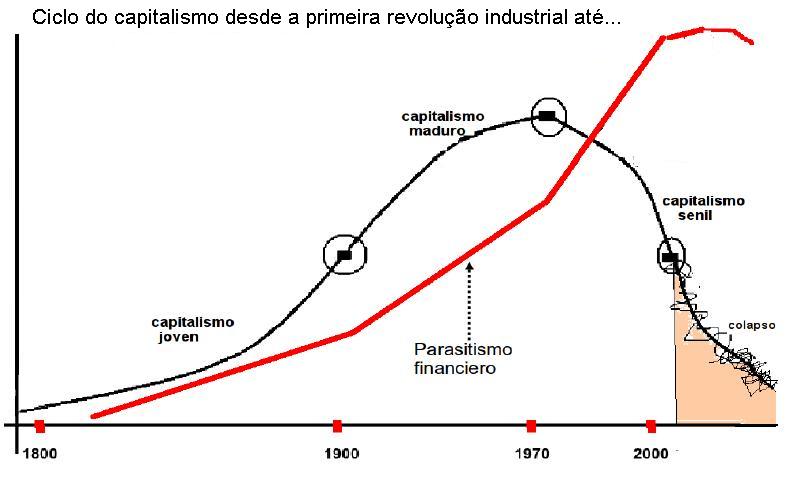 Ciclo do capitalismo desde a primeira revolução industrial até...
capitalismo
maduro
capitalismo
senil
capitalismo
joven
colapso
Parasitismo
financiero
1800
1900
1970
2000